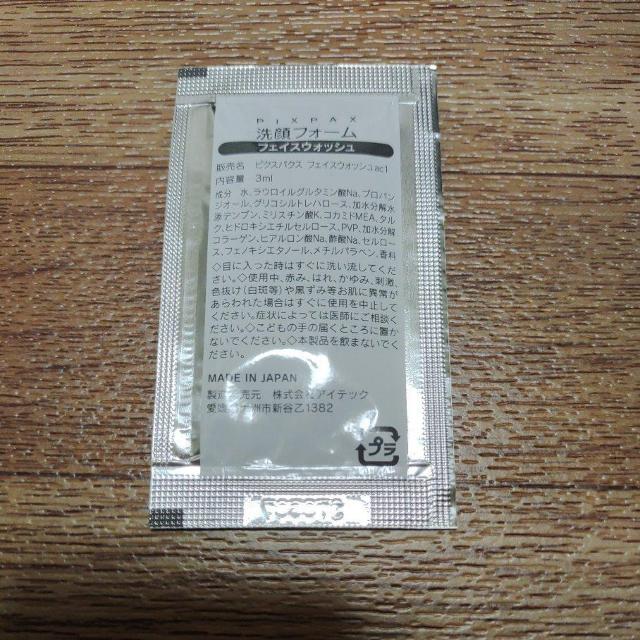 PIXPAX
洗顔フォーム
フェイスウォッシュ
販売名 ピクスパクス フェイスウォッシュac1
内容量 3ml
成分 水、ラウロイルグルタミン酸Na、プロパン
ジオール、グリコシルトレハロース、加水分解水
添デンプン、ミリスチン酸K、コカミドMEA、タル
ク、ヒドロキシエチルセルロース、PVP、加水分解
コラーゲン、ヒアルロン酸Na、酢酸Na、セルロー
ス、フェノキシエタノール、メチルパラベン、香料
◇目に入った時はすぐに洗い流してくだ
さい。◇使用中、赤み、はれ、かゆみ、刺激、
色抜け(白斑等)や黒ずみ等お肌に異常が
あらわれた場合はすぐに使用を中止して
ください。症状によっては医師にご相談く
ださい。◇こどもの手の届くところに置か
ないでください。◇本製品を飲まないでく
ださい。
MADE IN JAPAN
製造 売元 株式会社アイテック
愛媛 大洲市新谷乙1382
プラ